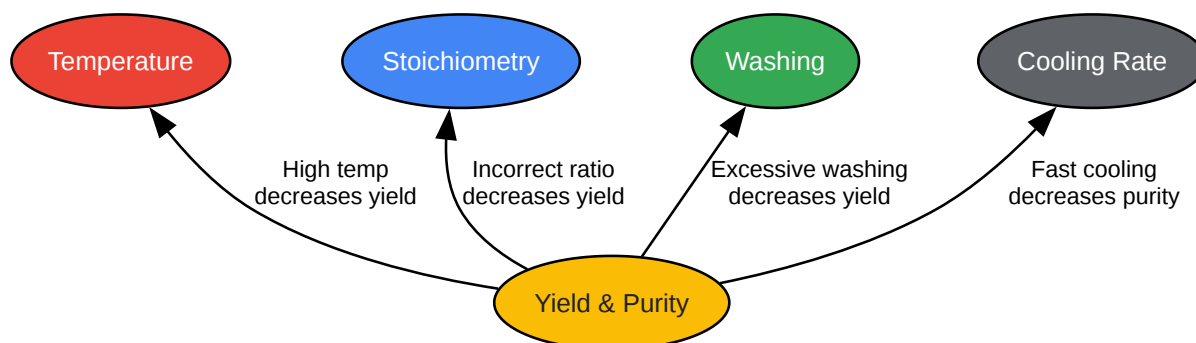 Temperature
Stoichiometry
Washing
Cooling Rate
High temp
decreases yield
Incorrect ratio
decreases yield
Excessive washing
decreases yield
Fast cooling
decreases purity
Yield & Purity